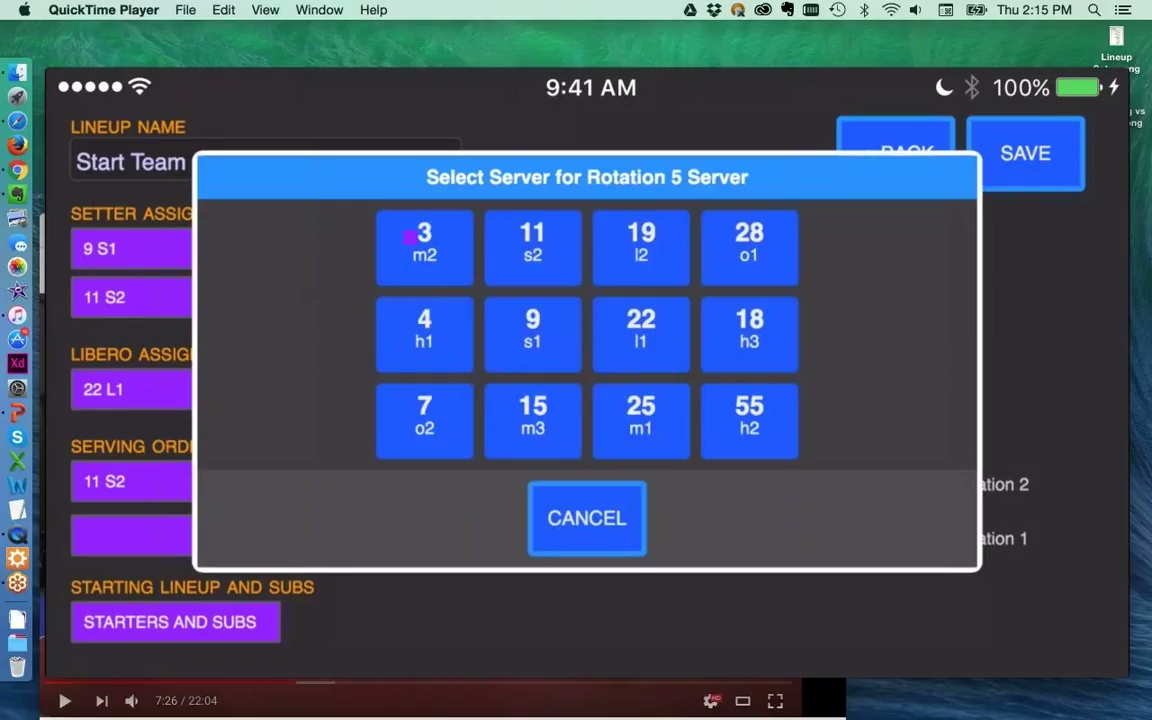 QuickTime Player File Edit View Window Help Thu 2:15 PM
Lineup
9:41 AM 100%
LINEUP NAME
Start Team
BACK SAVE
Select Server for Rotation 5 Server
SETTER ASSIG
9 S1
11 S2
3 11 19 28
m2 s2 l2 o1
4 9 22 18
h1 s1 l1 h3
7 15 25 55
o2 m3 m1 h2
LIBERO ASSIG
22 L1
SERVING ORD
11 S2
ation 2
CANCEL
ation 1
STARTING LINEUP AND SUBS
STARTERS AND SUBS
7:26 / 22:04
HD
Xd